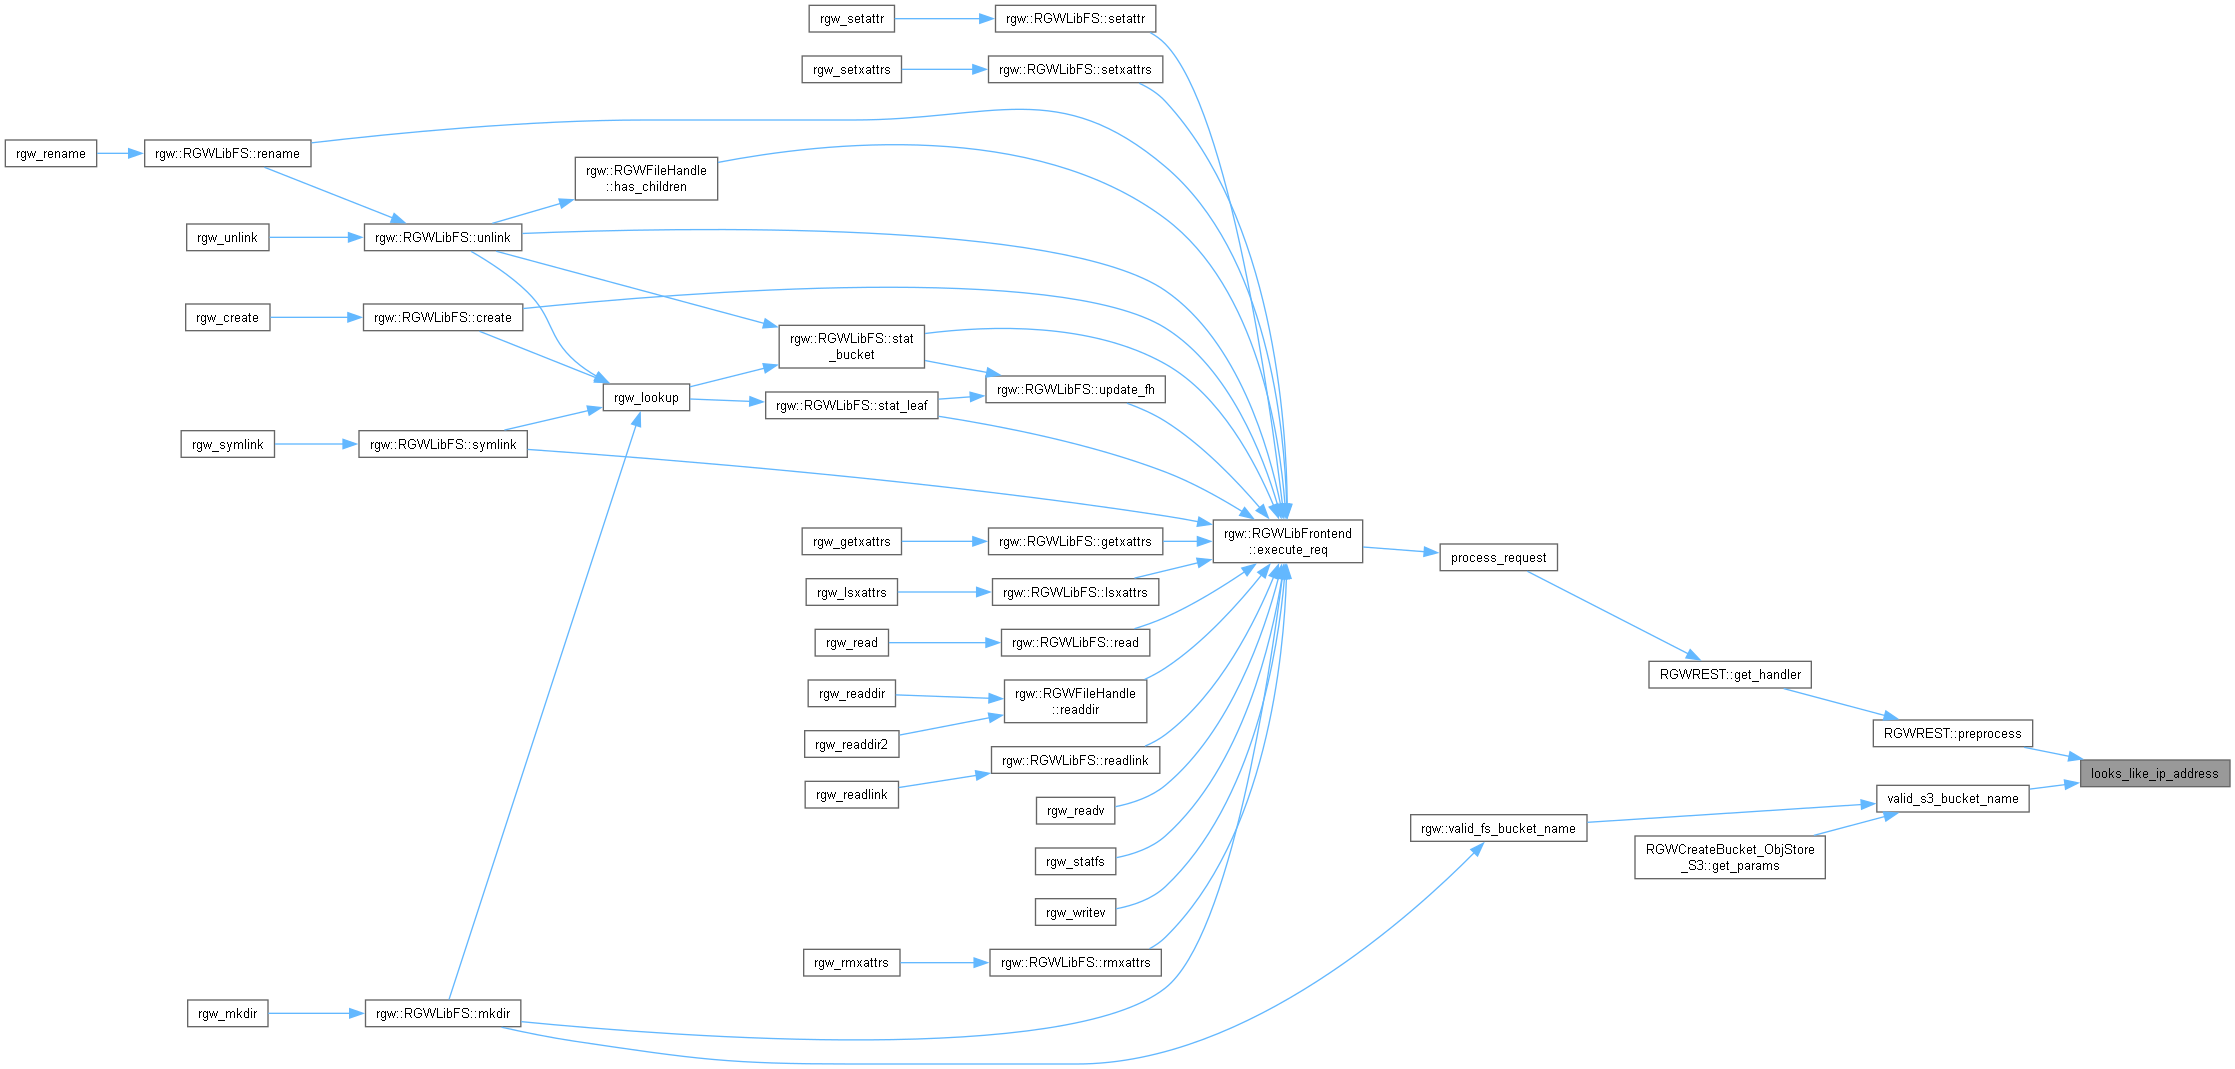 rgw_setattr
rgw::RGWLibFS::setattr
rgw_setxattrs
rgw::RGWLibFS::setxattrs
rgw_rename
rgw::RGWLibFS::rename
rgw::RGWFileHandle
::has_children
rgw_unlink
rgw::RGWLibFS::unlink
rgw_create
rgw::RGWLibFS::create
rgw::RGWLibFS::stat
_bucket
rgw::RGWLibFS::update_fh
rgw_lookup
rgw::RGWLibFS::stat_leaf
rgw_symlink
rgw::RGWLibFS::symlink
rgw_getxattrs
rgw::RGWLibFS::getxattrs
rgw::RGWLibFrontend
::execute_req
process_request
rgw_lsxattrs
rgw::RGWLibFS::lsxattrs
rgw_read
rgw::RGWLibFS::read
RGWREST::get_handler
rgw_readdir
rgw::RGWFileHandle
::readdir
rgw_readdir2
RGWREST::preprocess
rgw::RGWLibFS::readlink
rgw_readlink
looks_like_ip_address
valid_s3_bucket_name
rgw_readv
rgw::valid_fs_bucket_name
RGWCreateBucket_ObjStore
_S3::get_params
rgw_statfs
rgw_writev
rgw_rmxattrs
rgw::RGWLibFS::rmxattrs
rgw_mkdir
rgw::RGWLibFS::mkdir